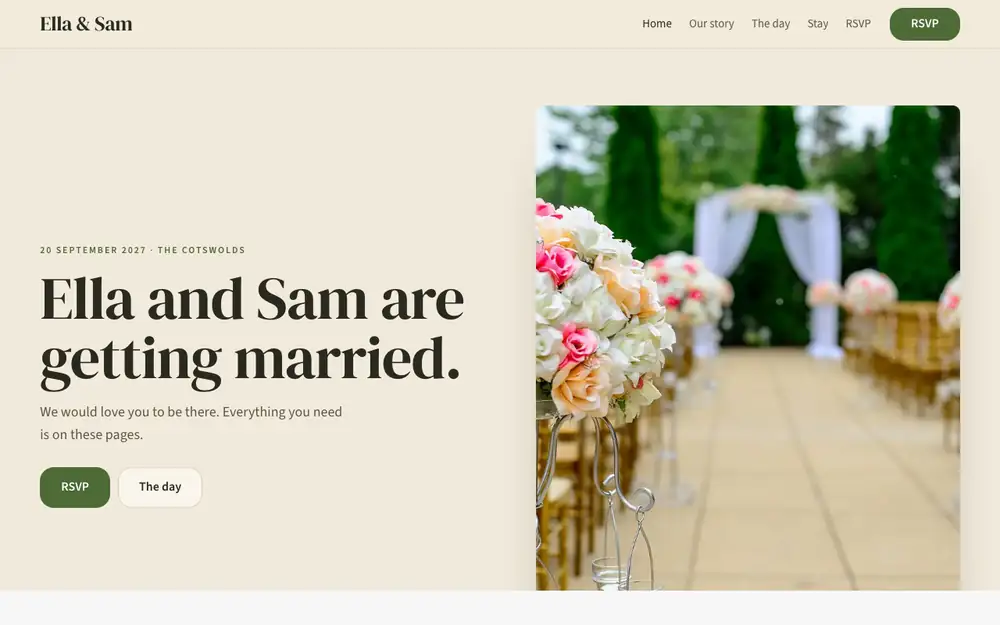 Ella & Sam
Home
Our story
The day
Stay
RSVP
RSVP
20 SEPTEMBER 2027 · THE COTSWOLDS
Ella and Sam are
getting married.
We would love you to be there. Everything you need
is on these pages.
RSVP
The day